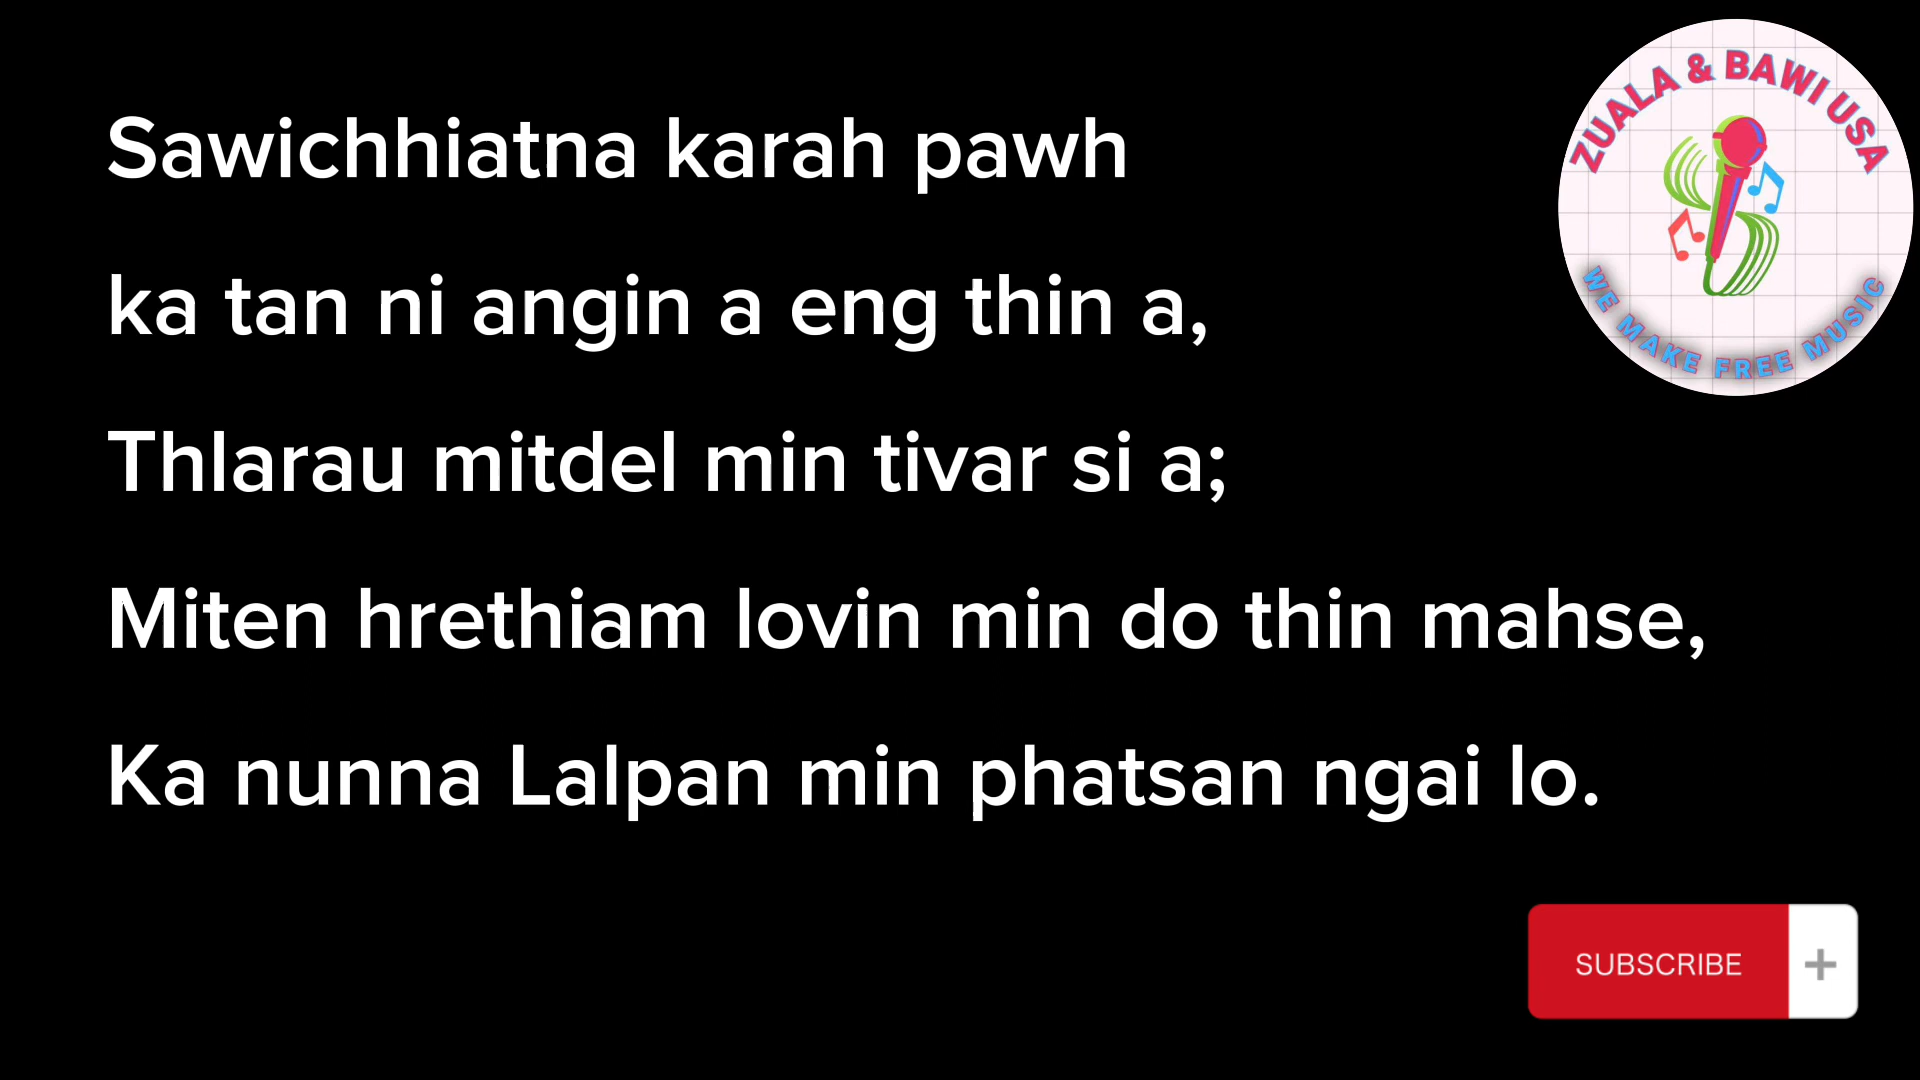 Sawichhiatna karah pawh
ka tan ni angin a eng thin a,
Thlarau mitdel min tivar si a;
Miten hrethiam lovin min do thin mahse,
Ka nunna Lalpan min phatsan ngai lo.
ZUALA & BAWI USA
WE MAKE FREE MUSIC
SUBSCRIBE +